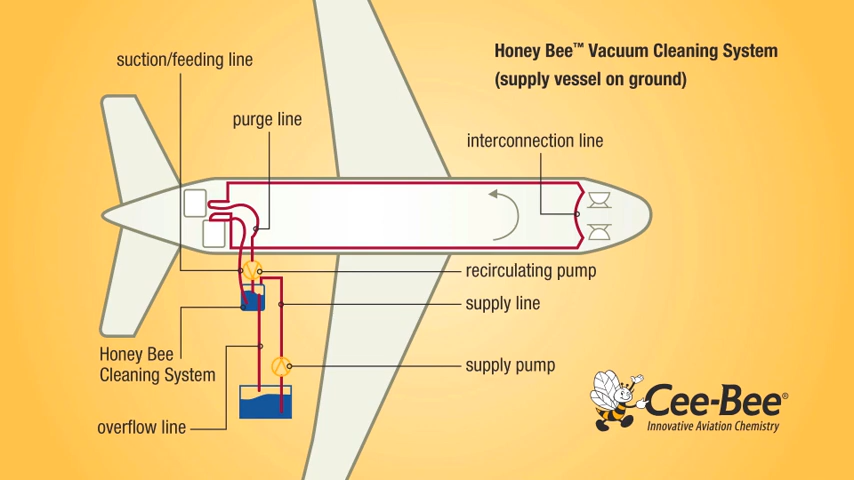 Honey Bee™ Vacuum Cleaning System
(supply vessel on ground)
suction/feeding line
purge line
interconnection line
recirculating pump
supply line
Honey Bee
Cleaning System
supply pump
overflow line
Cee-Bee®
Innovative Aviation Chemistry